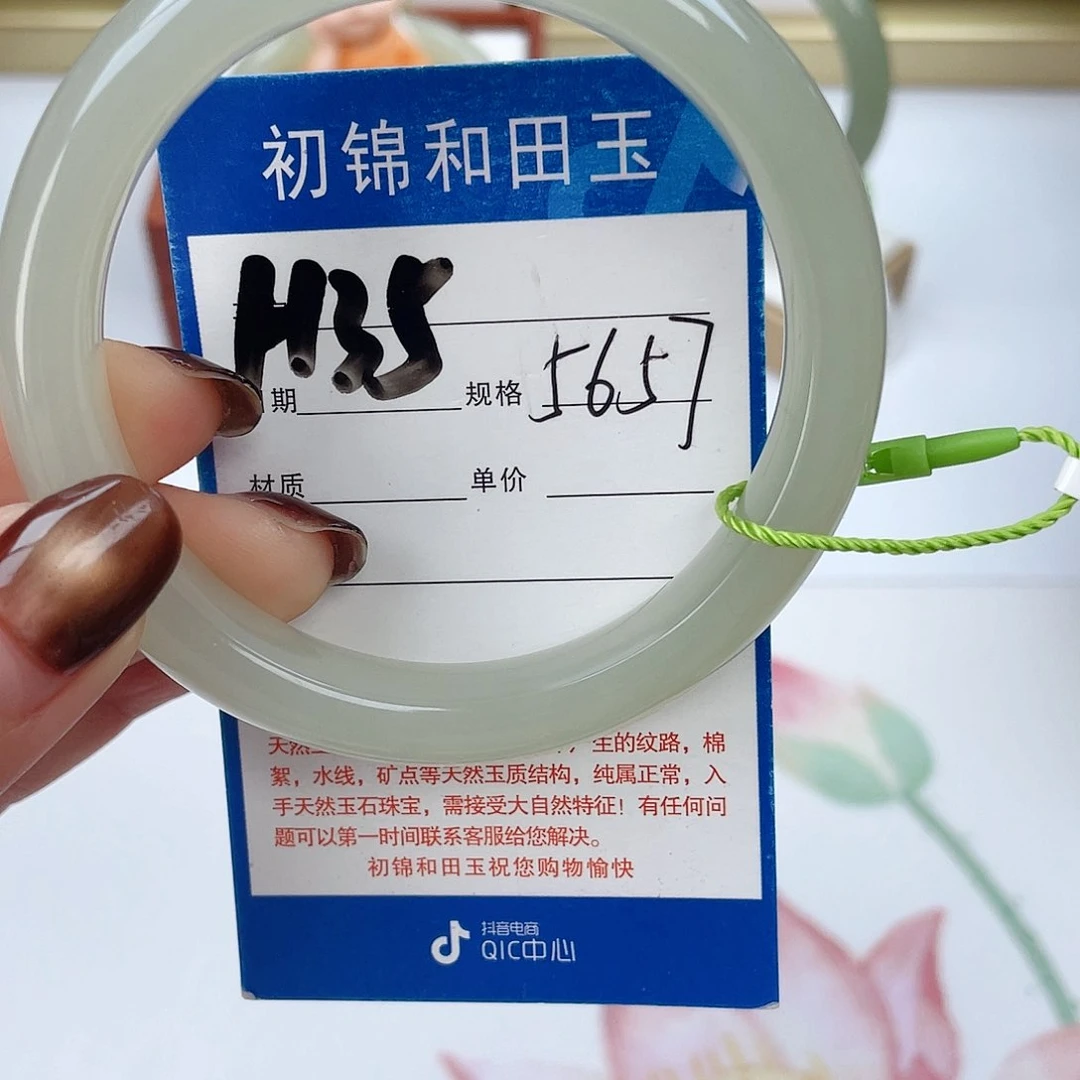 初锦和田玉
H35
期 规格 5657
材质 单价
天然 生的纹路，棉
絮，水线，矿点等天然玉质结构，纯属正常，入
手天然玉石珠宝，需接受大自然特征！有任何问
题可以第一时间联系客服给您解决。
初锦和田玉祝您购物愉快
抖音电商
QIC中心